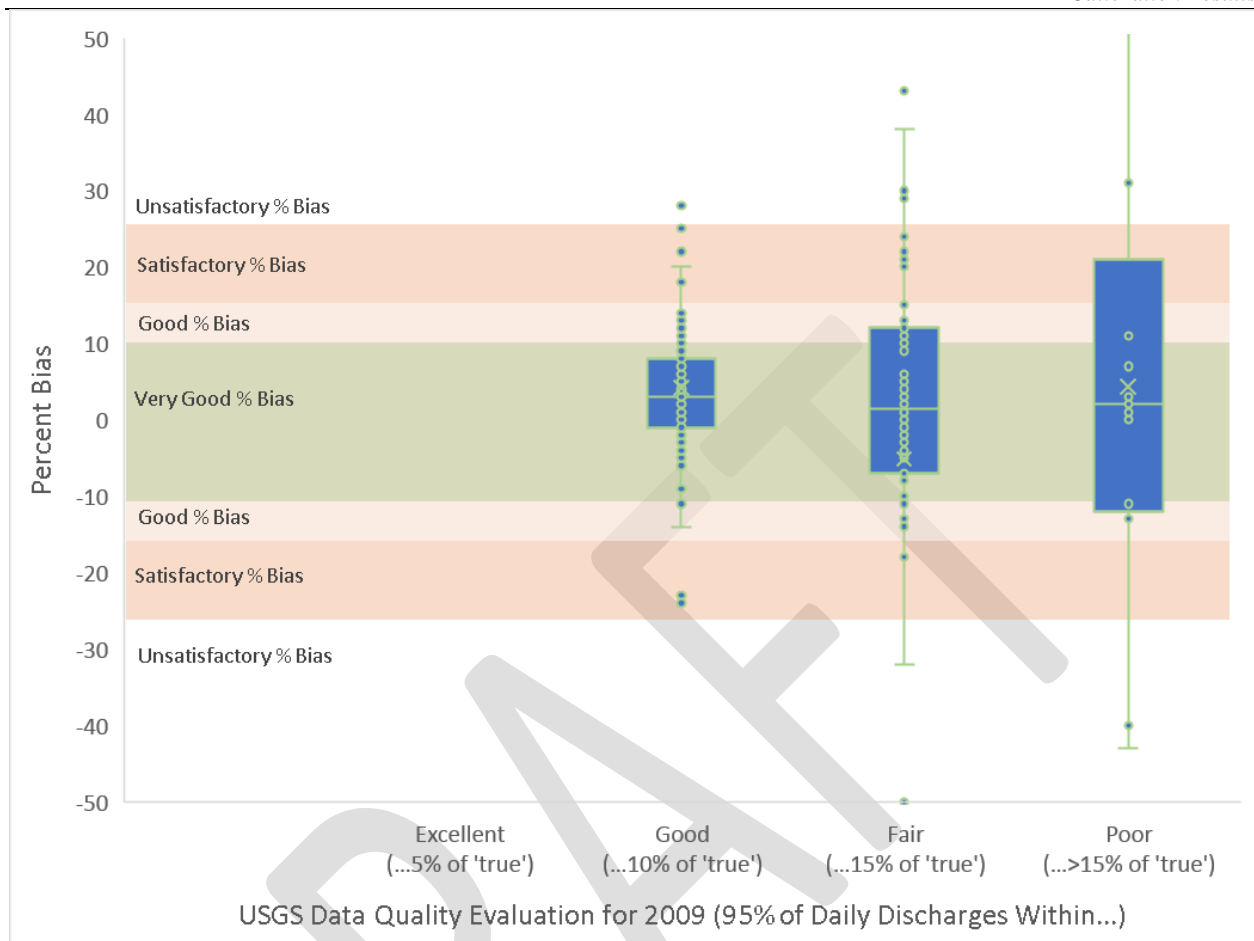 50
40
30
20
10
0
-10
-20
-30
-40
-50
Percent Bias
Unsatisfactory % Bias
Satisfactory % Bias
Good % Bias
Very Good % Bias
Good % Bias
Satisfactory % Bias
Unsatisfactory % Bias
DRAFT
Excellent
(...5% of 'true')
Good
(...10% of 'true')
Fair
(...15% of 'true')
Poor
(...>15% of 'true')
USGS Data Quality Evaluation for 2009 (95% of Daily Discharges Within...)